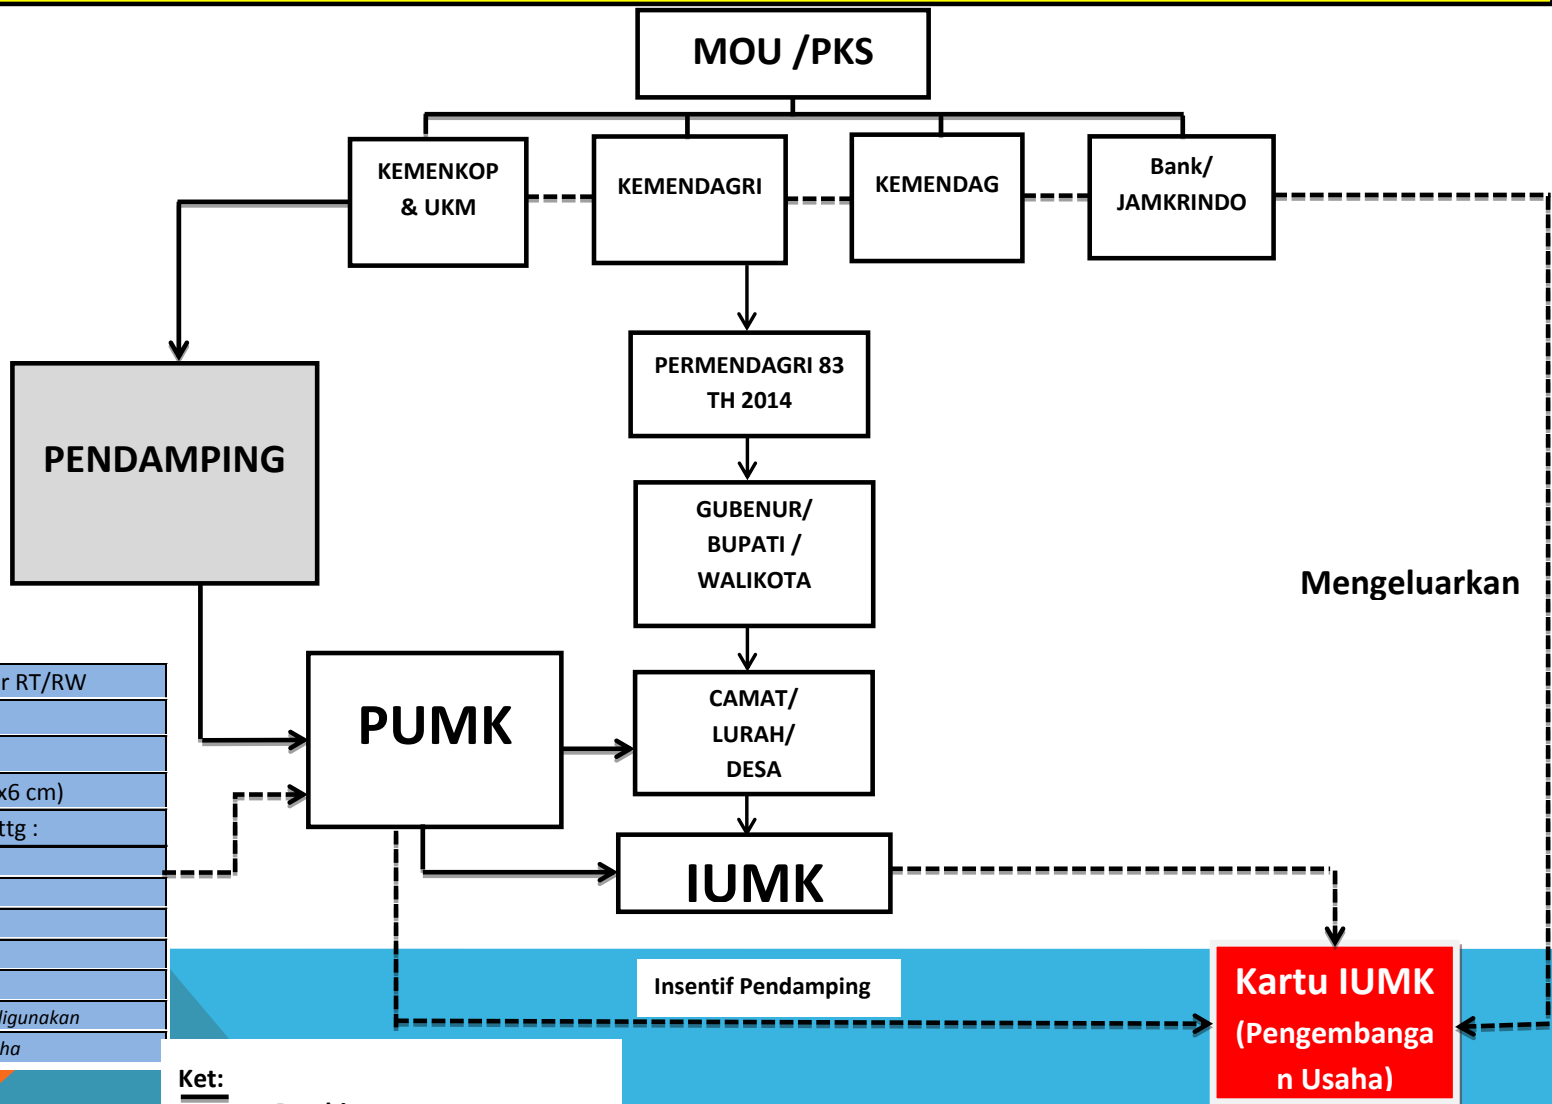 MOU /PKS
KEMENKOP
& UKM
KEMENDAGRI
KEMENDAG
Bank/
JAMKRINDO
PERMENDAGRI 83
TH 2014
PENDAMPING
GUBENUR/
BUPATI /
WALIKOTA
Mengeluarkan
r RT/RW
x6 cm)
ttg :
digunakan
ha
PUMK
CAMAT/
LURAH/
DESA
IUMK
Insentif Pendamping
Kartu IUMK
(Pengembanga
n Usaha)
Ket: